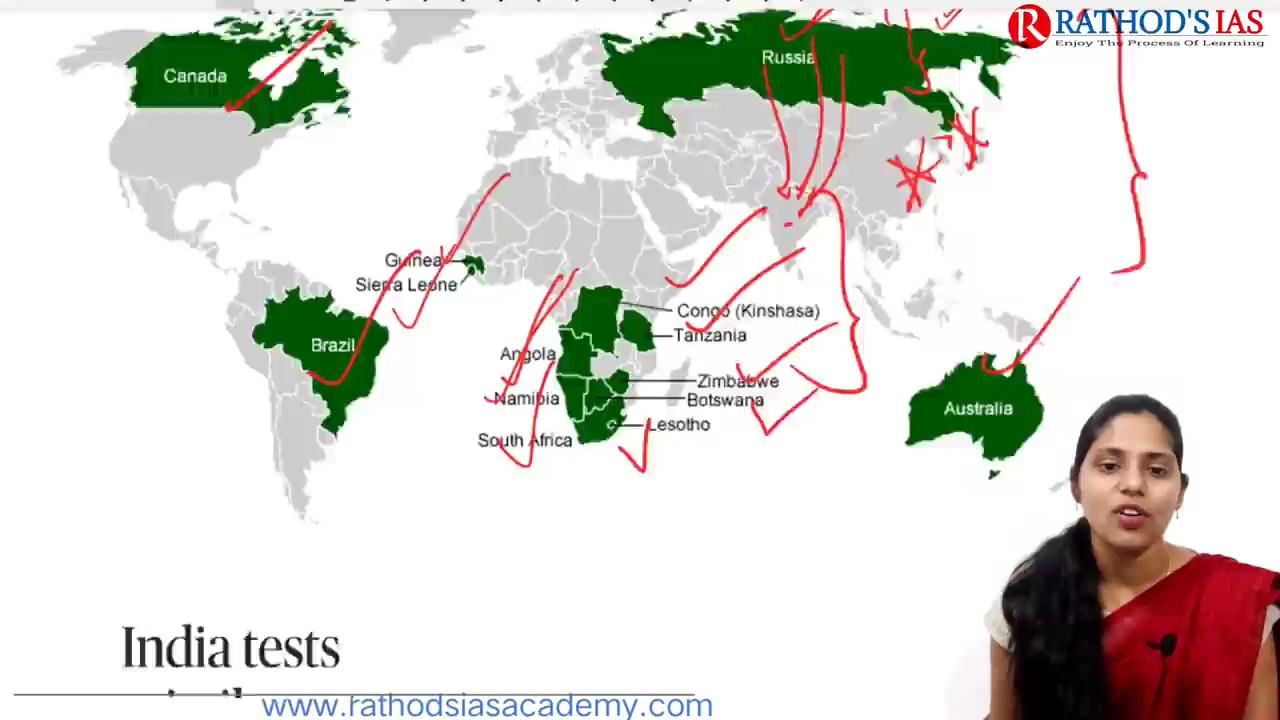 RATHOD'S IAS
Enjoy The Process Of Learning
Canada
Russia
Guinea
Sierra Leone
Brazil
Congo (Kinshasa)
Tanzania
Angola
Zimbabwe
Namibia
Botswana
Australia
Lesotho
South Africa
India tests
www.rathodsiasacademy.com